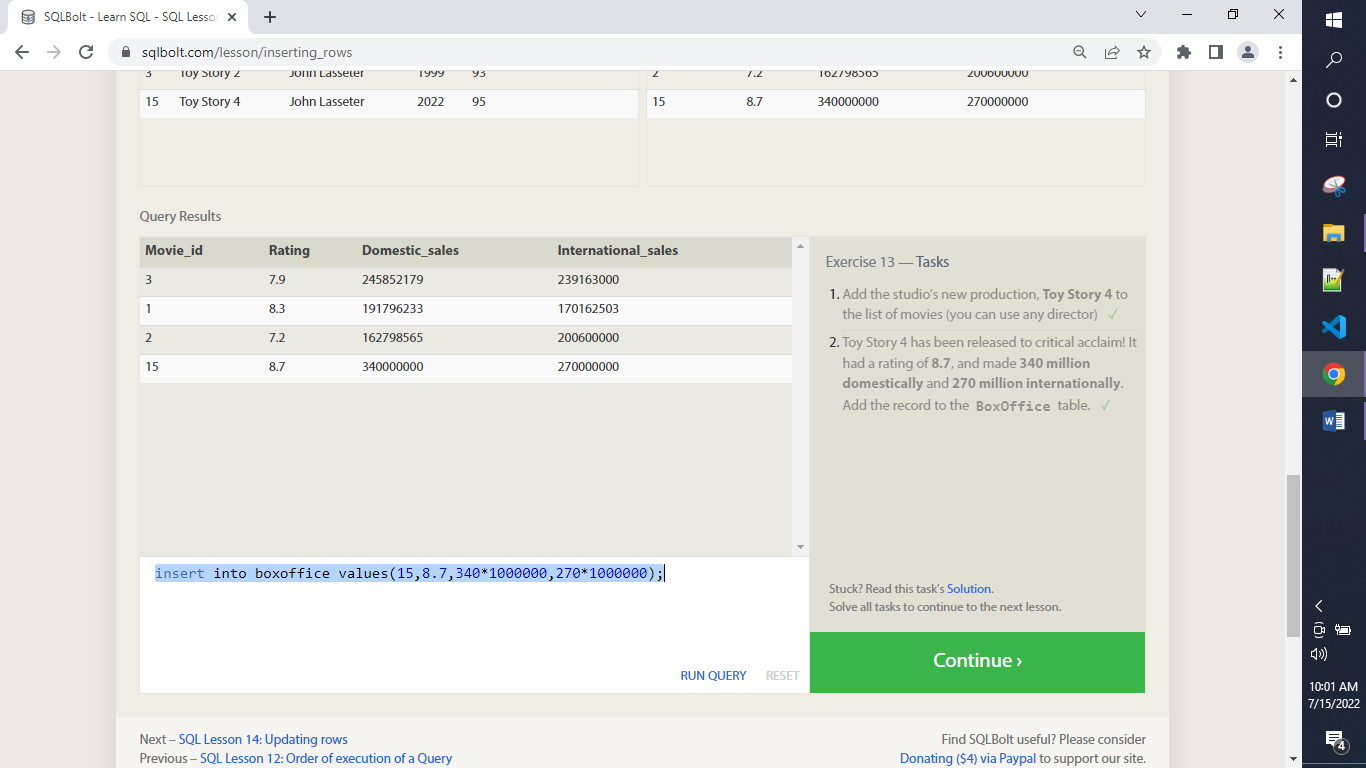 SQLBolt - Learn SQL - SQL Lesson
sqlbolt.com/lesson/inserting_rows
3 Toy Story 2 John Lasseter 1999 93
2 7.2 162798565 200600000
15 Toy Story 4 John Lasseter 2022 95
15 8.7 340000000 270000000
Query Results
Movie_id Rating Domestic_sales International_sales
3 7.9 245852179 239163000
1 8.3 191796233 170162503
2 7.2 162798565 200600000
15 8.7 340000000 270000000
Exercise 13 — Tasks
1. Add the studio's new production, Toy Story 4 to
the list of movies (you can use any director) ✓
2. Toy Story 4 has been released to critical acclaim! It
had a rating of 8.7, and made 340 million
domestically and 270 million internationally.
Add the record to the BoxOffice table. ✓
insert into boxoffice values(15,8.7,340*1000000,270*1000000);
Stuck? Read this task's Solution.
Solve all tasks to continue to the next lesson.
RUN QUERY RESET
Continue ›
Next – SQL Lesson 14: Updating rows
Previous – SQL Lesson 12: Order of execution of a Query
Find SQLBolt useful? Please consider
Donating ($4) via Paypal to support our site.
10:01 AM
7/15/2022
4